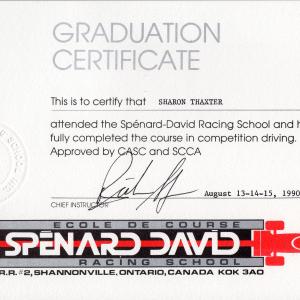 GRADUATION
CERTIFICATE
This is to certify that SHARON THAXTER
attended the Spénard-David Racing School and h
fully completed the course in competition driving.
Approved by CASC and SCCA
August 13-14-15, 1990
CHIEF INSTRUCTOR
ECOLE DE COURSE
SPÉNARD DAVID
RACING SCHOOL
R.R. #2, SHANNONVILLE, ONTARIO, CANADA K0K 3A0